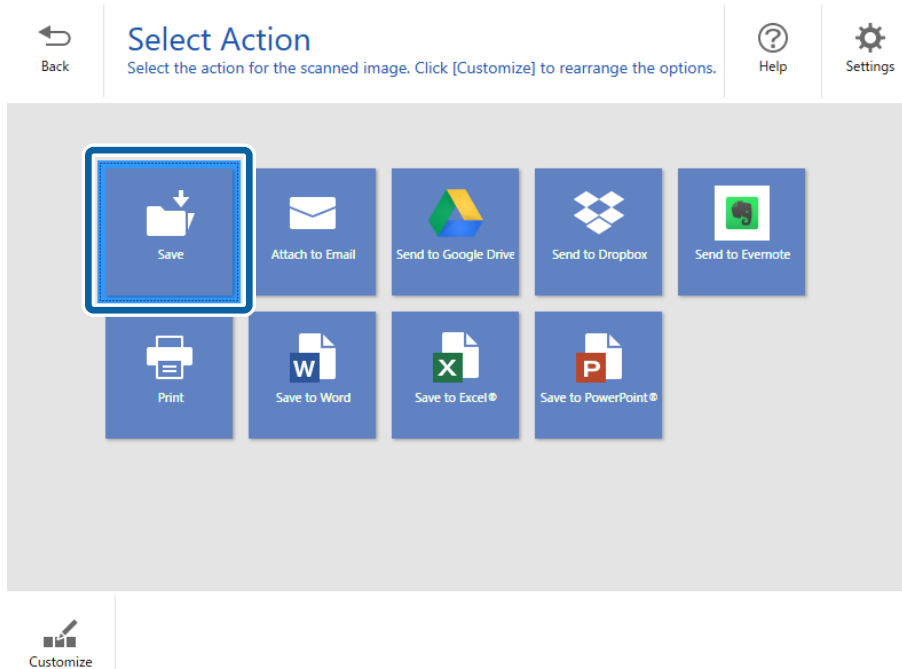 Back
Select Action
Select the action for the scanned image. Click [Customize] to rearrange the options.
Help
Settings
Save
Attach to Email
Send to Google Drive
Send to Dropbox
Send to Evernote
Print
W
Save to Word
X
Save to Excel®
P
Save to PowerPoint®
Customize